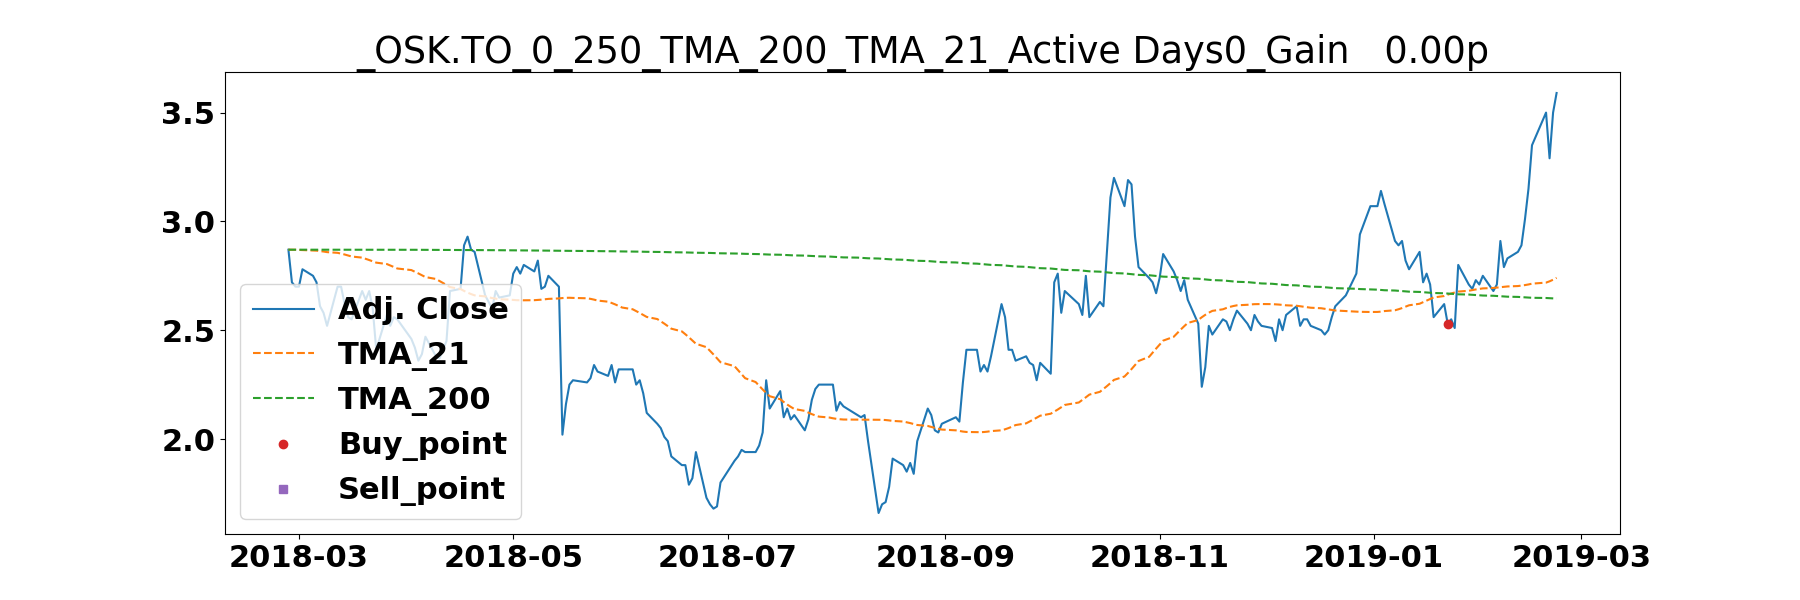 _OSK.TO_0_250_TMA_200_TMA_21_Active Days0_Gain   0.00p
3.5
3.0
2.5
2.0
Adj. Close
TMA_21
TMA_200
Buy_point
Sell_point
2018-03 2018-05 2018-07 2018-09 2018-11 2019-01 2019-03